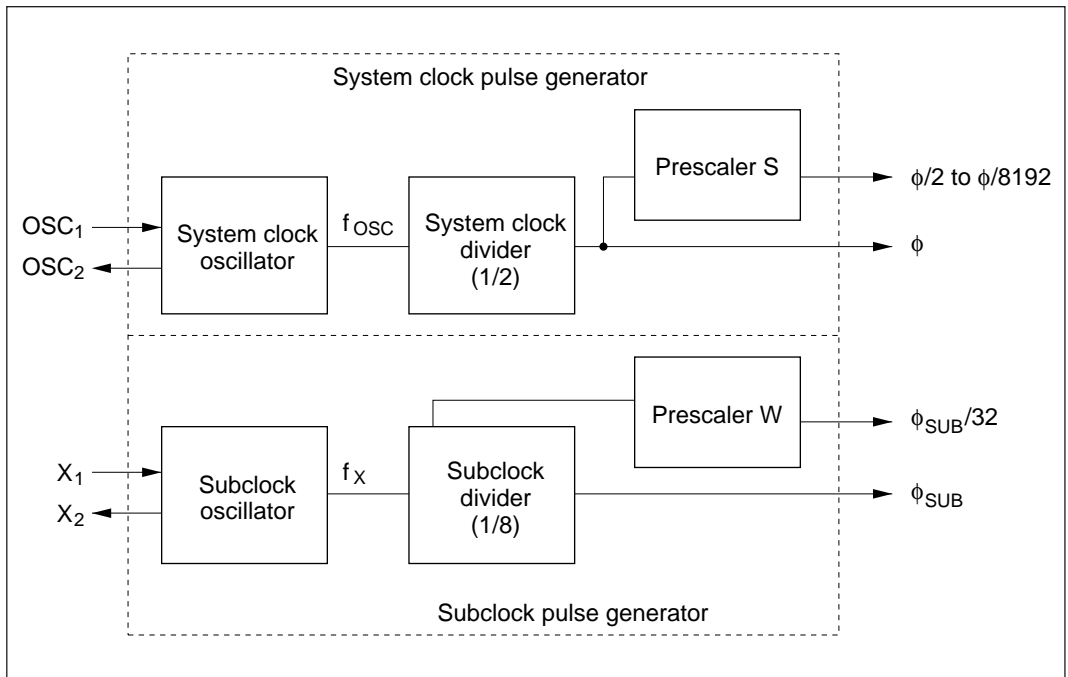 System clock pulse generator
Prescaler S
ϕ/2 to ϕ/8192
OSC1
OSC2
System clock
oscillator
fOSC
System clock
divider
(1/2)
ϕ
Prescaler W
ϕSUB/32
X1
X2
Subclock
oscillator
fX
Subclock
divider
(1/8)
ϕSUB
Subclock pulse generator